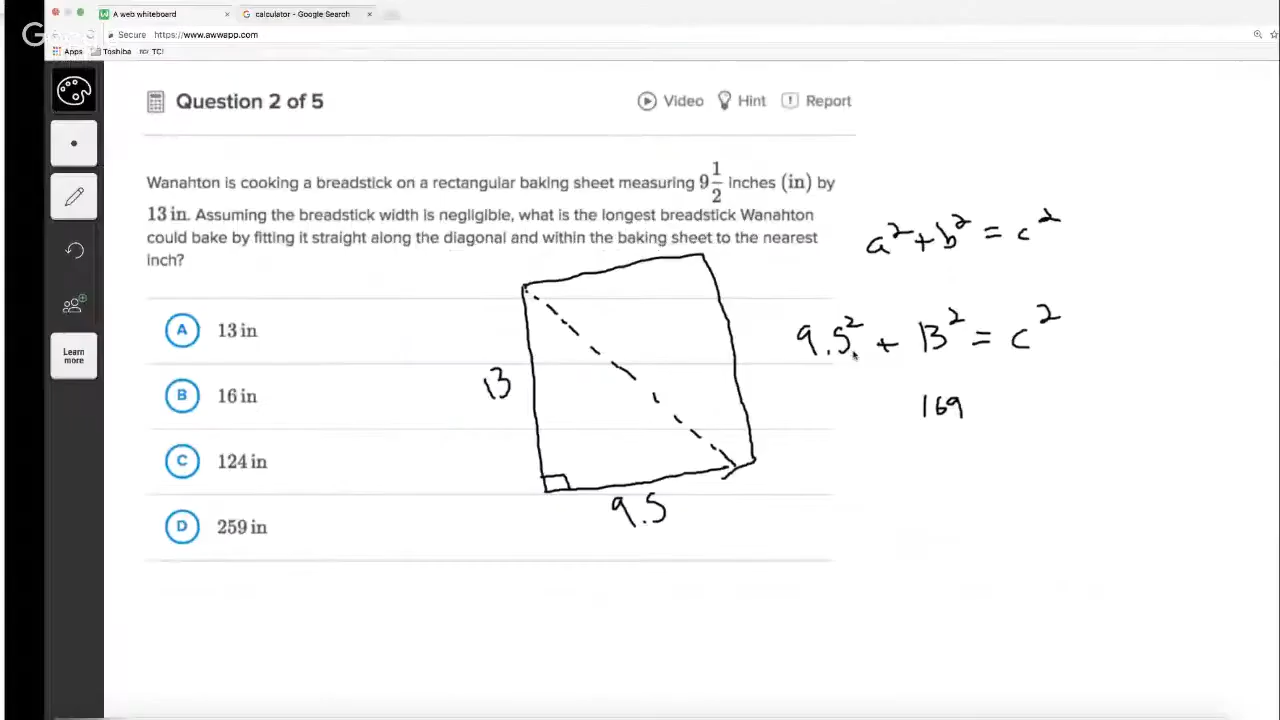 A web whiteboard
calculator - Google Search
Secure https://www.awwapp.com
Apps Toshiba TC!
Question 2 of 5
Video Hint Report
Wanahton is cooking a breadstick on a rectangular baking sheet measuring 9 1/2 inches (in) by
13 in. Assuming the breadstick width is negligible, what is the longest breadstick Wanahton
could bake by fitting it straight along the diagonal and within the baking sheet to the nearest
inch?
A 13 in
B 16 in
C 124 in
D 259 in
13
9.5
a² + b² = c²
9.5² + 13² = c²
169
Learn
more